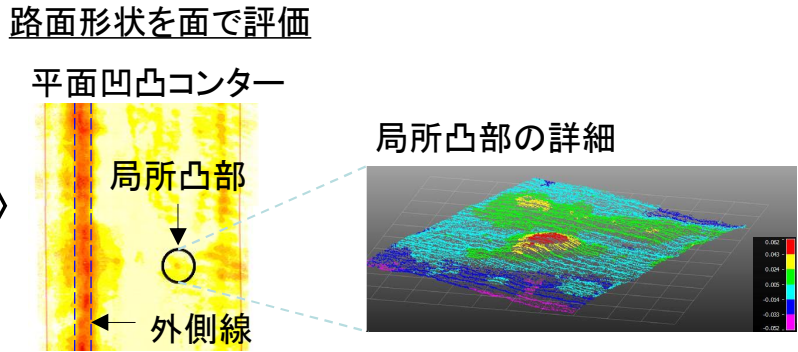 路面形状を面で評価
平面凹凸コンター
局所凸部の詳細
局所凸部
外側線
0.062
0.043
0.024
0.005
-0.014
-0.033
-0.052